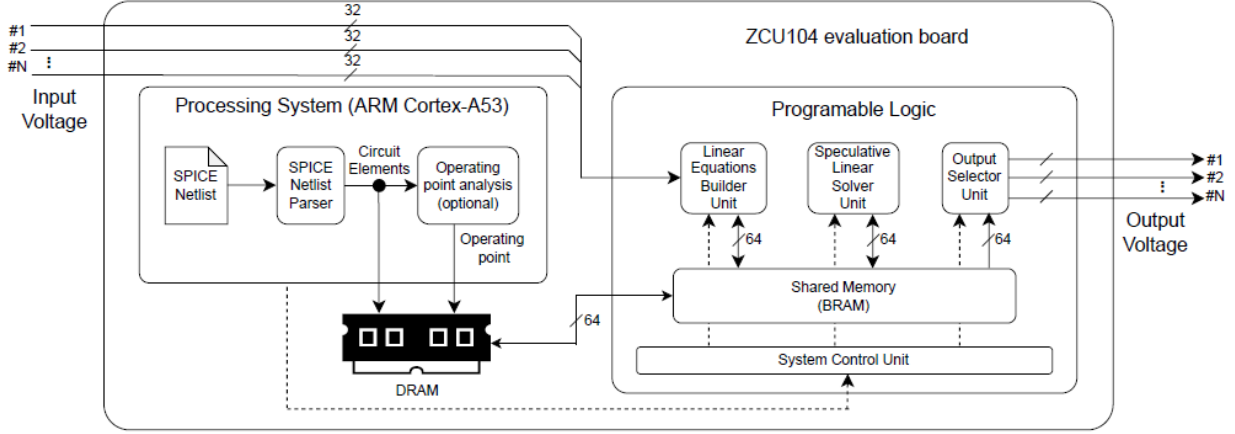 32
#1
32
#2
32
⋮
#N
Input
Voltage
ZCU104 evaluation board
Processing System (ARM Cortex-A53)
SPICE
Netlist
SPICE
Netlist
Parser
Circuit
Elements
Operating
point analysis
(optional)
Operating
point
64
DRAM
Programable Logic
Linear
Equations
Builder
Unit
Speculative
Linear
Solver
Unit
Output
Selector
Unit
64
64
64
Shared Memory
(BRAM)
System Control Unit
#1
#2
⋮
#N
Output
Voltage